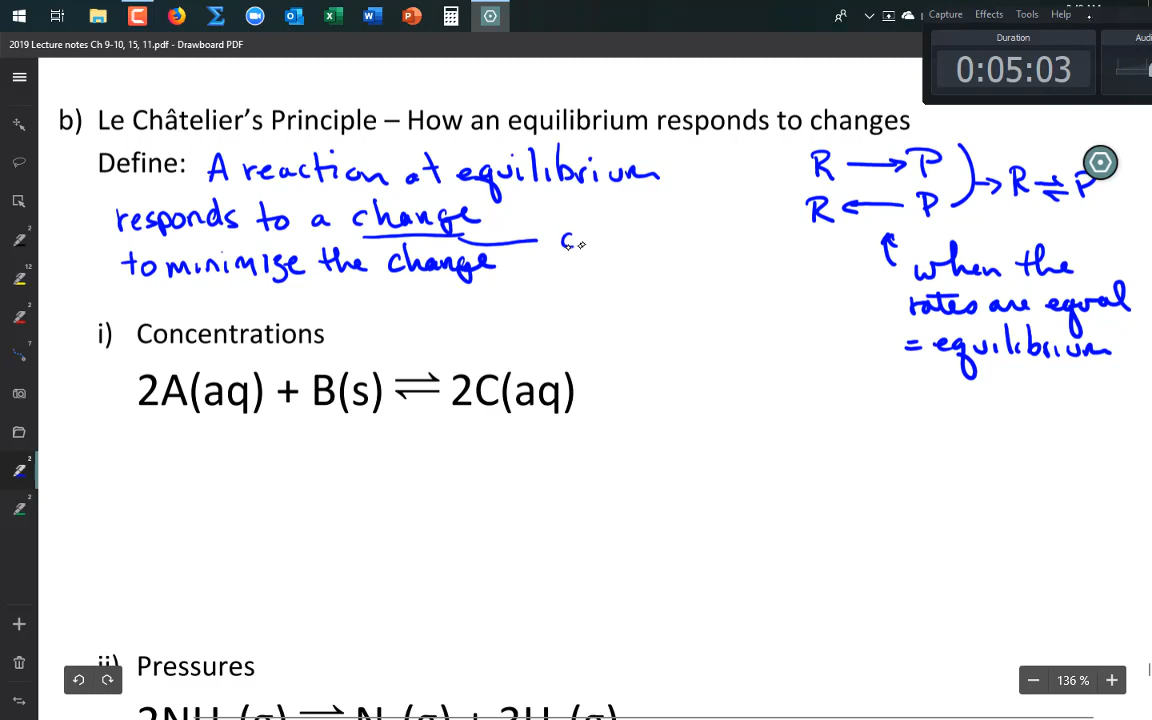 Capture Effects Tools Help
2019 Lecture notes Ch 9-10, 15, 11.pdf - Drawboard PDF
Duration
0:05:03
b) Le Châtelier's Principle – How an equilibrium responds to changes
Define: A reaction at equilibrium
responds to a change
to minimize the change
R → P
R ← P
→ R ⇌ P
when the
rates are equal
= equilibrium
i) Concentrations
2A(aq) + B(s) ⇌ 2C(aq)
ii) Pressures
136 %